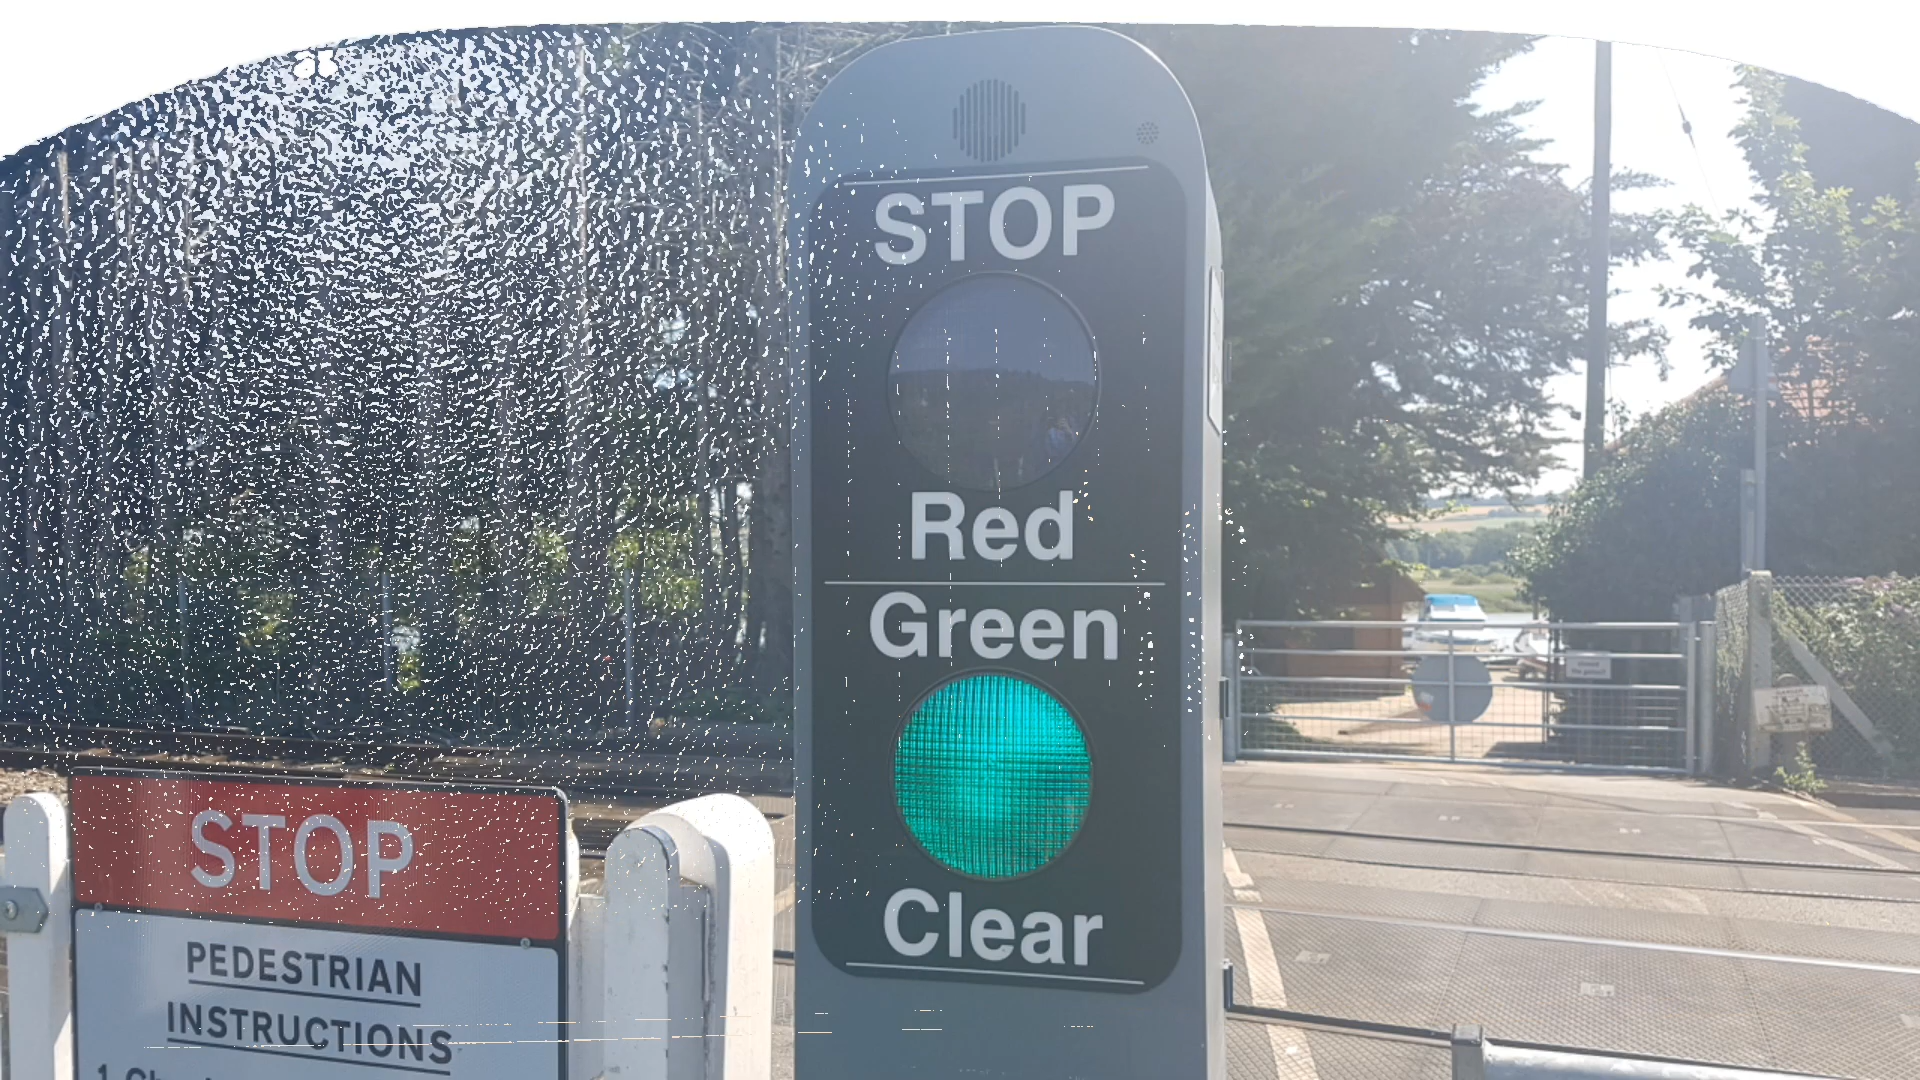 STOP
Red
Green
Clear
STOP
PEDESTRIAN
INSTRUCTIONS